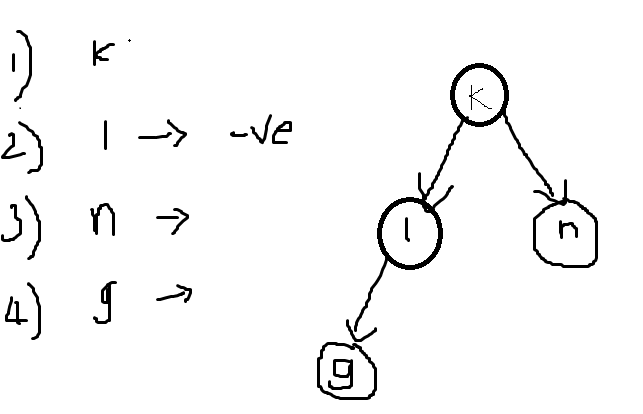 1) k
2) l → -ve
3) n →
4) g →
K
l
n
g